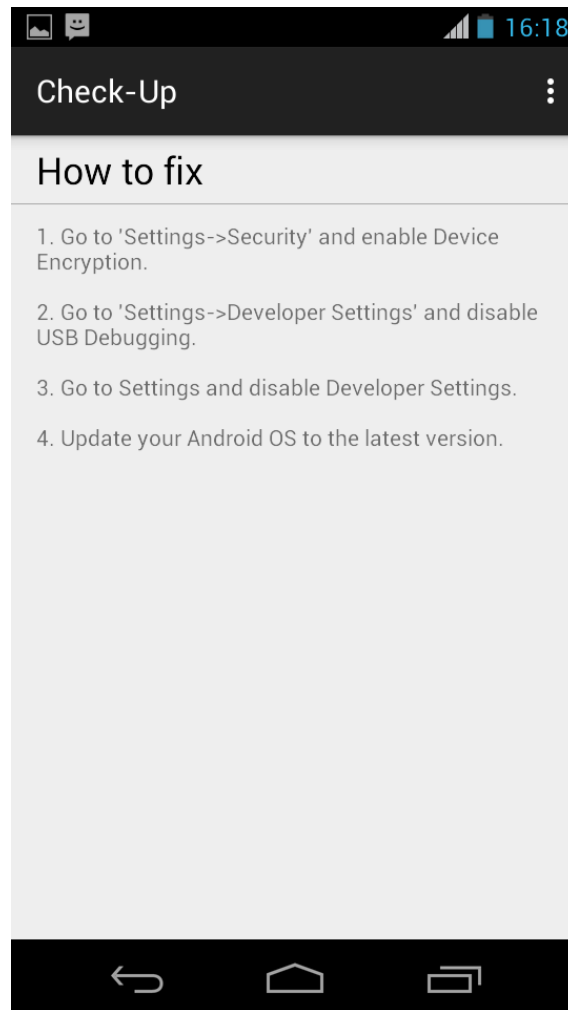 16:18
Check-Up
How to fix
1. Go to 'Settings->Security' and enable Device
Encryption.
2. Go to 'Settings->Developer Settings' and disable
USB Debugging.
3. Go to Settings and disable Developer Settings.
4. Update your Android OS to the latest version.